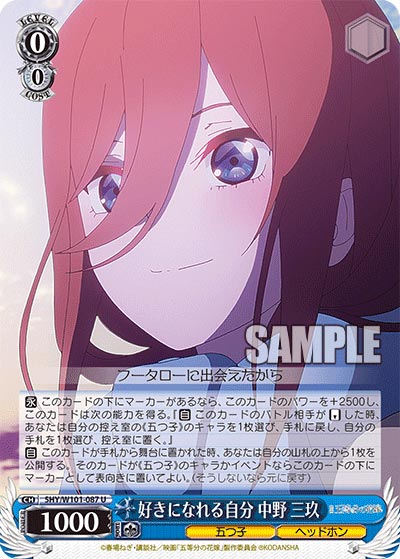 LEVEL
0
0
COST
SAMPLE
フータローに出会えたから
永 このカードの下にマーカーがあるなら、このカードのパワーを＋2500し、
このカードは次の能力を得る。『自 このカードのバトル相手が した時、
あなたは自分の控え室の《五つ子》のキャラを1枚選び、手札に戻し、自分の
手札を1枚選び、控え室に置く。』
自 このカードが手札から舞台に置かれた時、あなたは自分の山札の上から1枚を
公開する。そのカードが《五つ子》のキャラかイベントならこのカードの下にマー
カーとして表向きに置いてよい。（そうしないなら元に戻す）
5HY/W101-087 U
1000
好きになれる自分 中野 三玖
五つ子
ヘッドホン
©春場ねぎ・講談社／映画「五等分の花嫁」製作委員会 ®KODANSHA